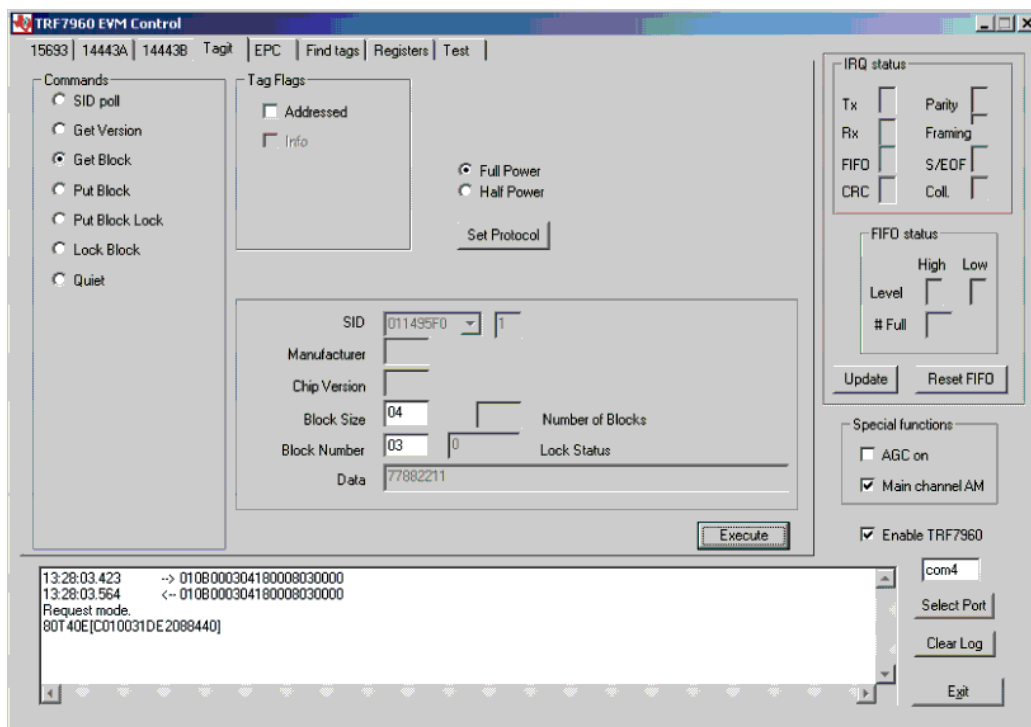 TRF7960 EVM Control
15693 14443A 14443B Tagit EPC Find tags Registers Test
Commands
SID poll
Get Version
Get Block
Put Block
Put Block Lock
Lock Block
Quiet
Tag Flags
Addressed
Info
Full Power
Half Power
Set Protocol
SID 011495F0 1
Manufacturer
Chip Version
Block Size 04 Number of Blocks
Block Number 03 0 Lock Status
Data 77882211
Execute
IRQ status
Tx Parity
Rx Framing
FIFO S/EOF
CRC Coll.
FIFO status
High Low
Level
# Full
Update Reset FIFO
Special functions
AGC on
Main channel AM
Enable TRF7960
com4
Select Port
Clear Log
Exit
13:28:03.423 --> 010B000304180008030000
13:28:03.564 <-- 010B000304180008030000
Request mode.
80T40E[C010031DE2088440]